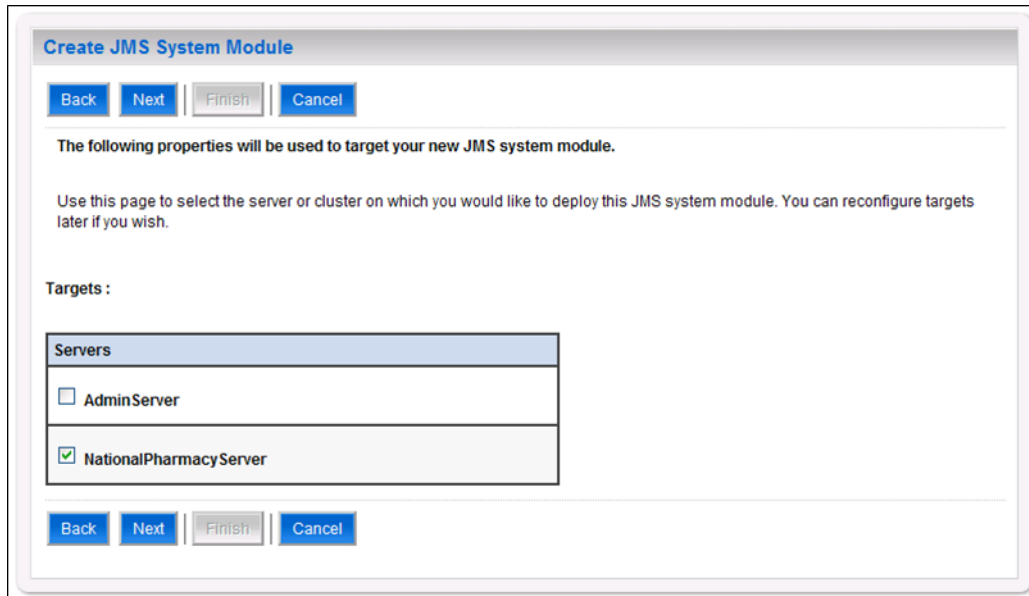 Create JMS System Module
Back Next Finish Cancel
The following properties will be used to target your new JMS system module.
Use this page to select the server or cluster on which you would like to deploy this JMS system module. You can reconfigure targets
later if you wish.
Targets :
Servers
AdminServer
NationalPharmacyServer
Back Next Finish Cancel